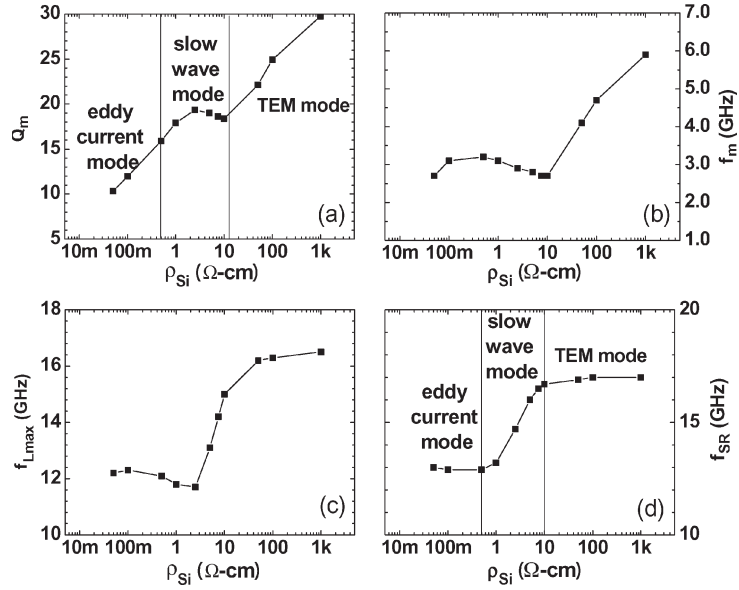 30
25
20
15
10
5
Q_m
slow
wave
mode
eddy
current
mode
TEM mode
(a)
10m 100m 1 10 100 1k
ρ_Si (Ω-cm)
7.0
6.0
5.0
4.0
3.0
2.0
1.0
f_m (GHz)
(b)
10m 100m 1 10 100 1k
ρ_Si (Ω-cm)
18
16
14
12
10
f_Lmax (GHz)
(c)
10m 100m 1 10 100 1k
ρ_Si (Ω-cm)
20
15
10
f_SR (GHz)
slow
wave
mode
TEM mode
eddy
current
mode
(d)
10m 100m 1 10 100 1k
ρ_Si (Ω-cm)